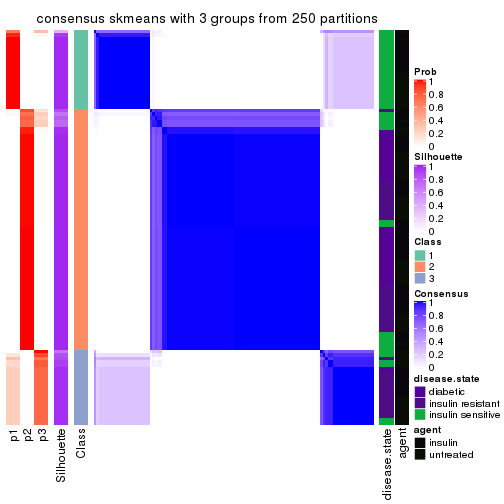 consensus skmeans with 3 groups from 250 partitions
Prob
1
0.8
0.6
0.4
0.2
0
Silhouette
1
0.8
0.6
0.4
0.2
0
Class
1
2
3
Consensus
1
0.8
0.6
0.4
0.2
0
disease.state
diabetic
insulin resistant
insulin sensitive
agent
insulin
untreated
p1
p2
p3
Silhouette
Class
disease.state
agent